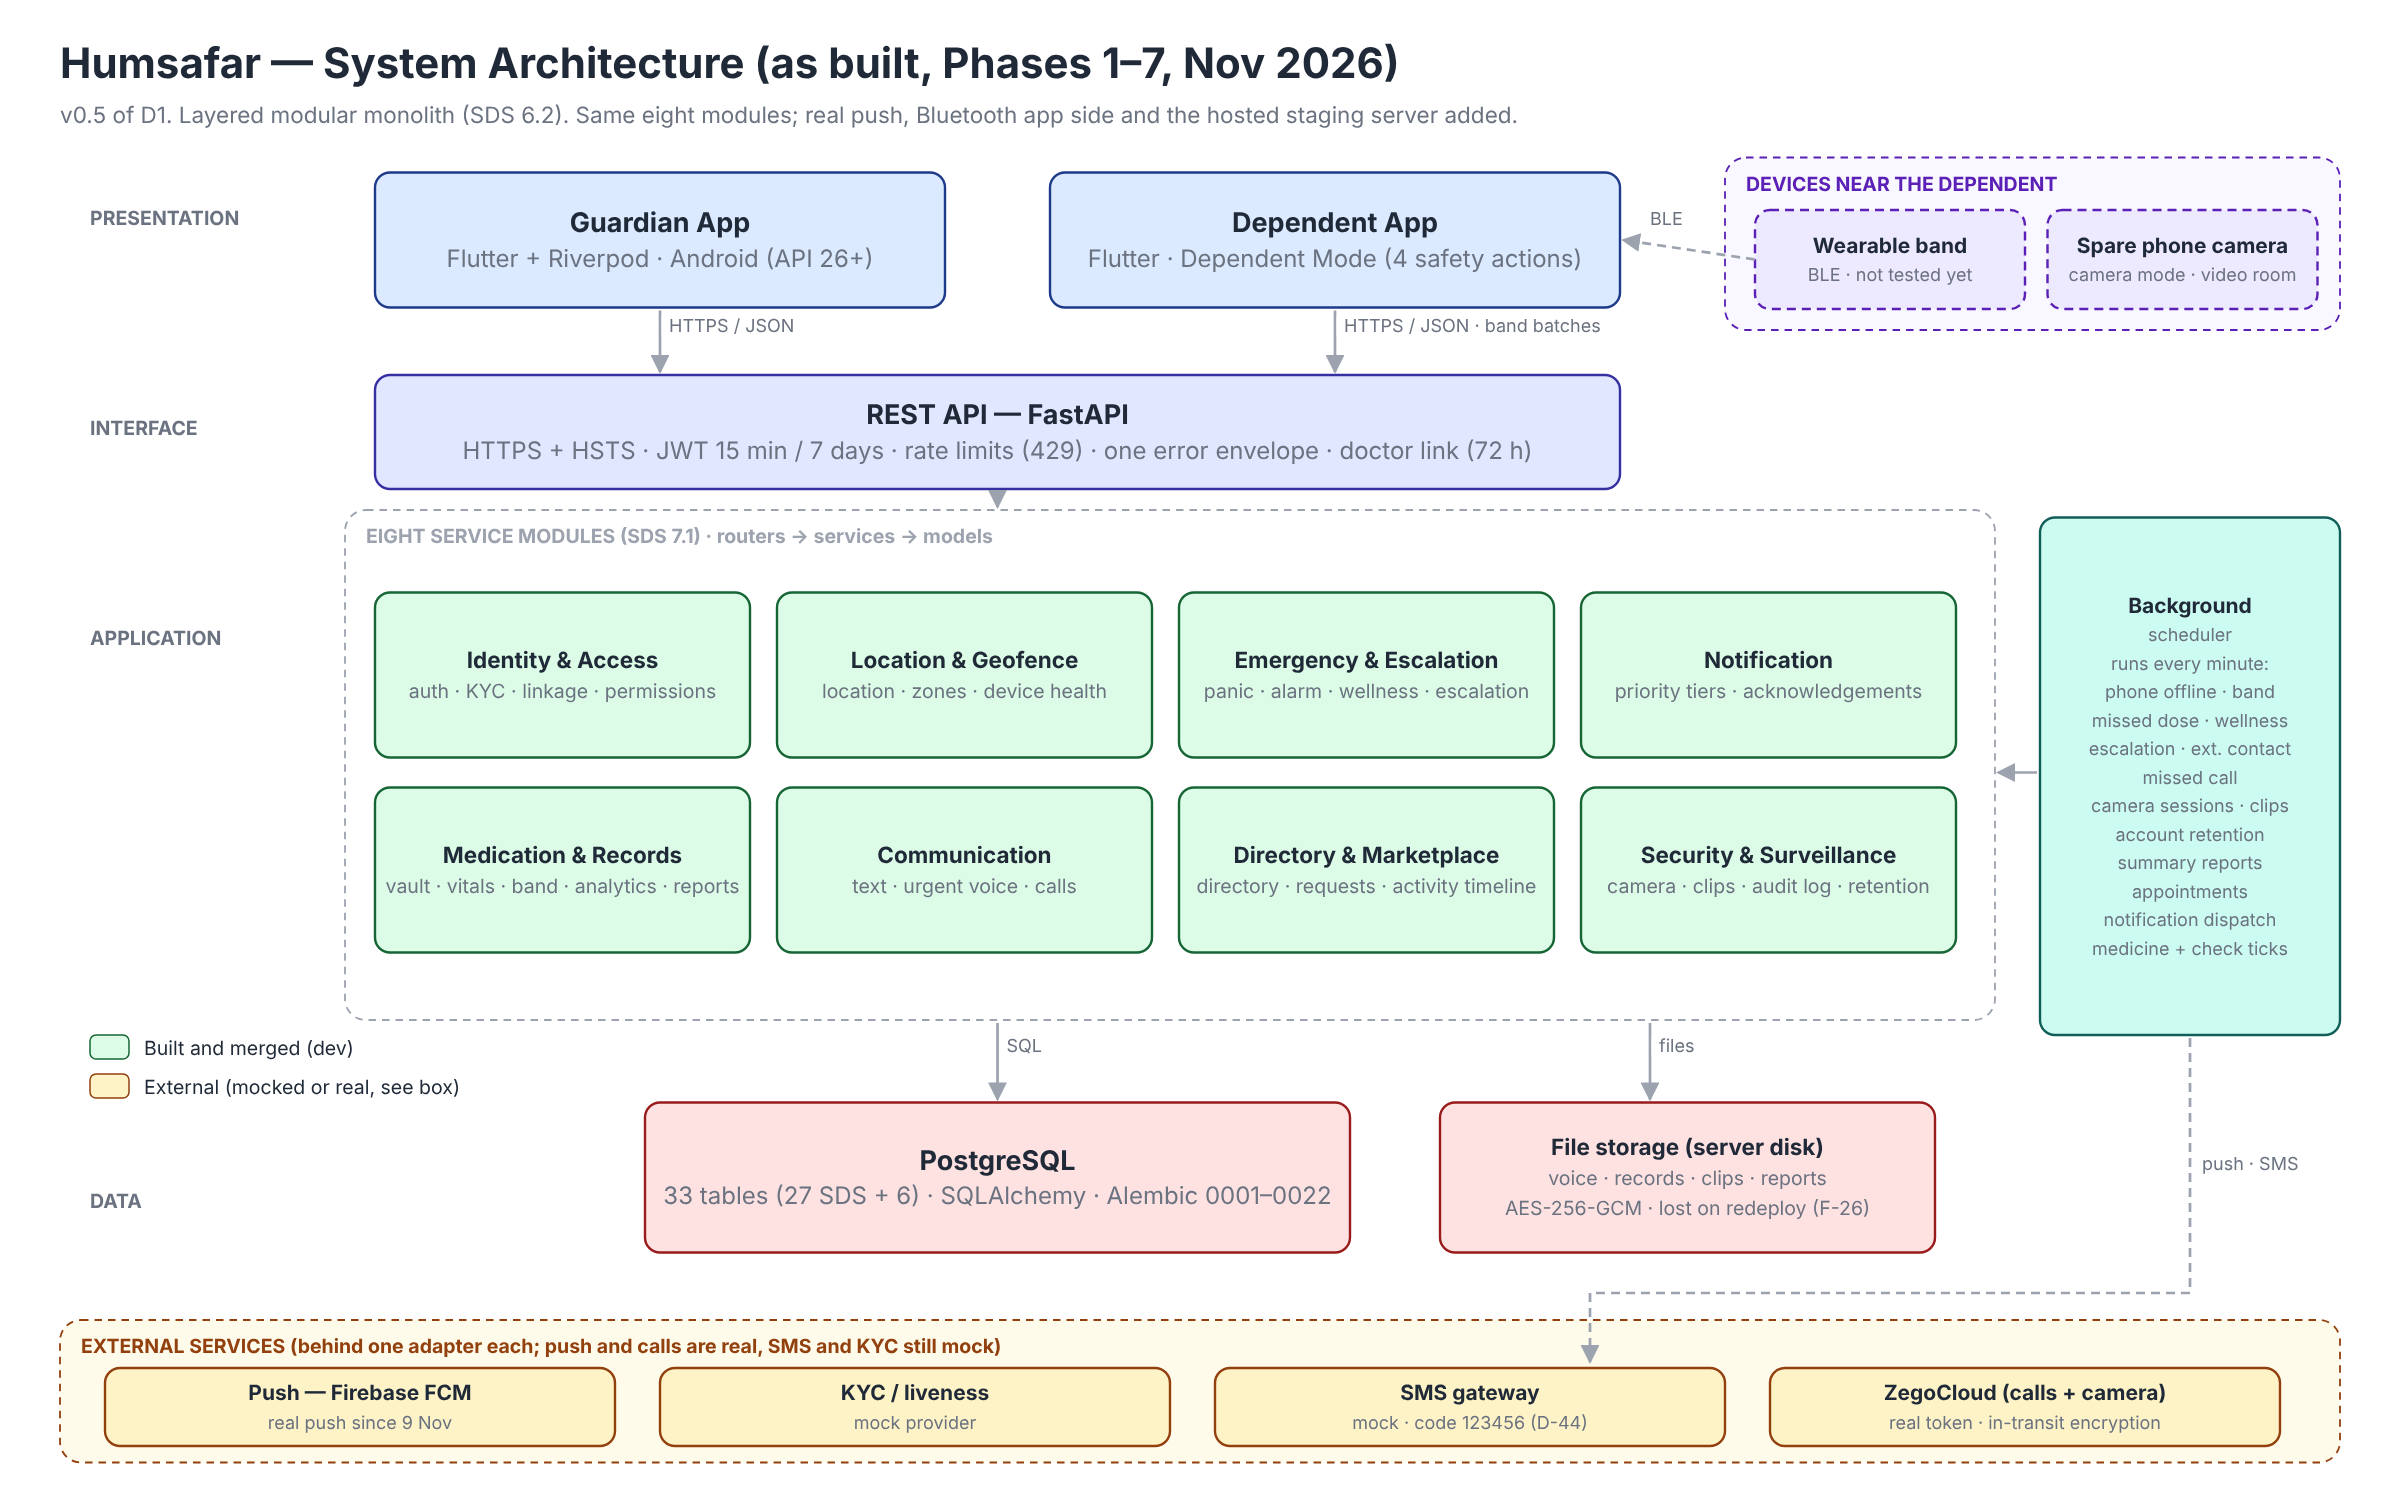 Humsafar — System Architecture (as built, Phases 1–7, Nov 2026)
v0.5 of D1. Layered modular monolith (SDS 6.2). Same eight modules; real push, Bluetooth app side and the hosted staging server added.
PRESENTATION
Guardian App
Flutter + Riverpod · Android (API 26+)
Dependent App
Flutter · Dependent Mode (4 safety actions)
BLE
DEVICES NEAR THE DEPENDENT
Wearable band
BLE · not tested yet
Spare phone camera
camera mode · video room
HTTPS / JSON
HTTPS / JSON · band batches
INTERFACE
REST API — FastAPI
HTTPS + HSTS · JWT 15 min / 7 days · rate limits (429) · one error envelope · doctor link (72 h)
EIGHT SERVICE MODULES (SDS 7.1) · routers → services → models
APPLICATION
Identity & Access
auth · KYC · linkage · permissions
Location & Geofence
location · zones · device health
Emergency & Escalation
panic · alarm · wellness · escalation
Notification
priority tiers · acknowledgements
Medication & Records
vault · vitals · band · analytics · reports
Communication
text · urgent voice · calls
Directory & Marketplace
directory · requests · activity timeline
Security & Surveillance
camera · clips · audit log · retention
Background
scheduler
runs every minute:
phone offline · band
missed dose · wellness
escalation · ext. contact
missed call
camera sessions · clips
account retention
summary reports
appointments
notification dispatch
medicine + check ticks
Built and merged (dev)
External (mocked or real, see box)
SQL
files
push · SMS
DATA
PostgreSQL
33 tables (27 SDS + 6) · SQLAlchemy · Alembic 0001–0022
File storage (server disk)
voice · records · clips · reports
AES-256-GCM · lost on redeploy (F-26)
EXTERNAL SERVICES (behind one adapter each; push and calls are real, SMS and KYC still mock)
Push — Firebase FCM
real push since 9 Nov
KYC / liveness
mock provider
SMS gateway
mock · code 123456 (D-44)
ZegoCloud (calls + camera)
real token · in-transit encryption